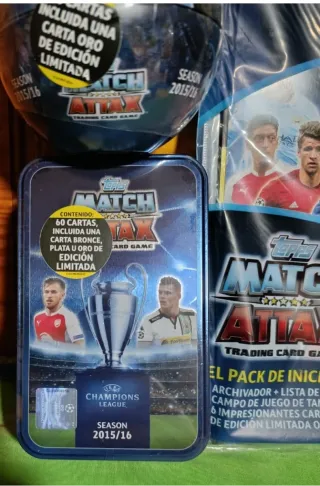 60 CARTAS,
INCLUIDA UNA
CARTA ORO
DE EDICIÓN
LIMITADA
SEASON
2015/16
MATCH
ATTAX
TRADING CARD GAME
SEASON
2015/16
Topps
MATCH
ATTAX
CARD GAME
CONTENIDO:
60 CARTAS,
INCLUIDA UNA
CARTA BRONCE,
PLATA U ORO DE
EDICIÓN
LIMITADA
UEFA
CHAMPIONS
LEAGUE
SEASON
2015/16
Topps
MATCH
ATTAX
TRADING CARD GAME
EL PACK DE INICI
ARCHIVADOR + LISTA DE
CAMPO DE JUEGO DE TA
6 IMPRESIONANTES CAR
DE EDICIÓN LIMITADA O